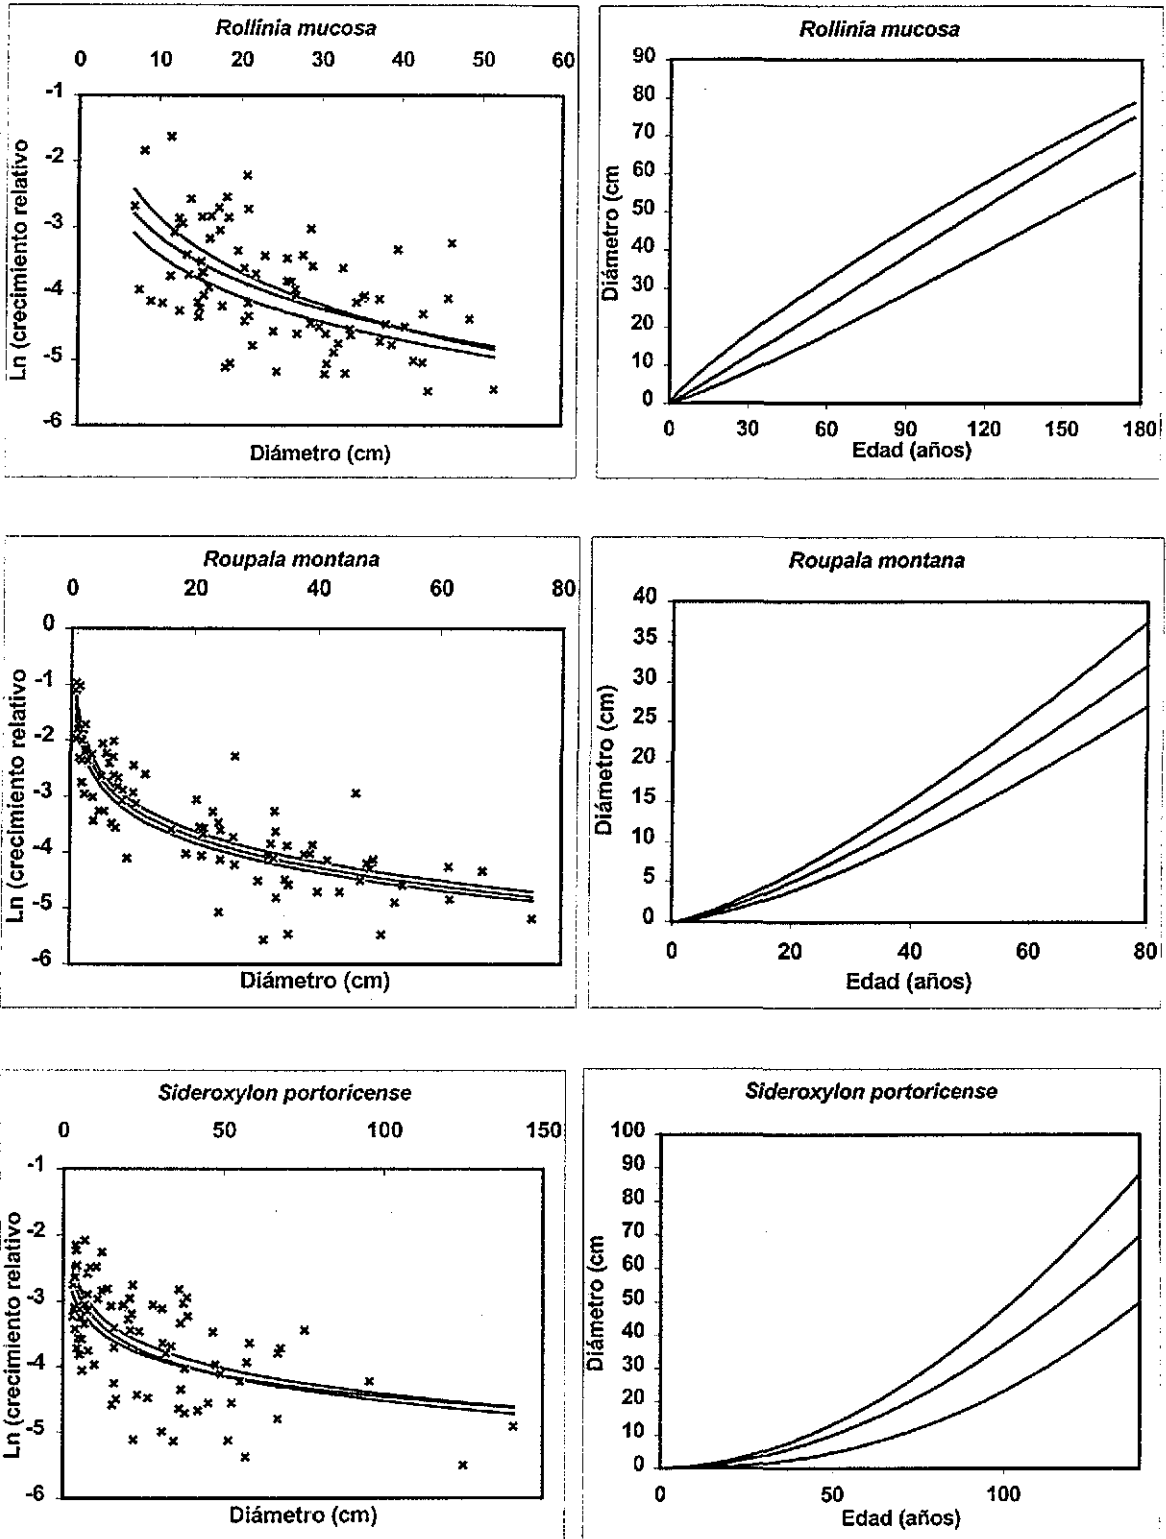 Rollinia mucosa
0 10 20 30 40 50 60
-1
-2
-3
-4
-5
-6
Ln (crecimiento relativo
Diámetro (cm)
Rollinia mucosa
90
80
70
60
50
40
30
20
10
0
Diámetro (cm
0 30 60 90 120 150 180
Edad (años)
Roupala montana
0 20 40 60 80
0
-1
-2
-3
-4
-5
-6
Ln (crecimiento relativo
Diámetro (cm)
Roupala montana
40
35
30
25
20
15
10
5
0
Diámetro (cm)
0 20 40 60 80
Edad (años)
Sideroxylon portoricense
0 50 100 150
-1
-2
-3
-4
-5
-6
Ln (crecimiento relativo
Diámetro (cm)
Sideroxylon portoricense
100
90
80
70
60
50
40
30
20
10
0
Diámetro (cm
0 50 100
Edad (años)